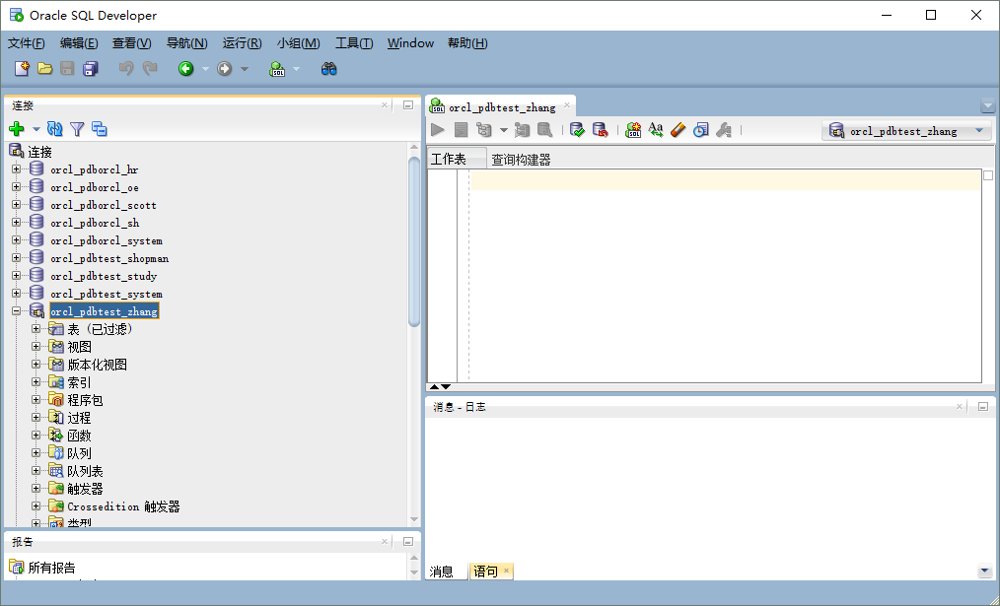 Oracle SQL Developer
文件(F) 编辑(E) 查看(V) 导航(N) 运行(R) 小组(M) 工具(T) Window 帮助(H)
连接
连接
orcl_pdborcl_hr
orcl_pdborcl_oe
orcl_pdborcl_scott
orcl_pdborcl_sh
orcl_pdborcl_system
orcl_pdbtest_shopman
orcl_pdbtest_study
orcl_pdbtest_system
orcl_pdbtest_zhang
表 (已过滤)
视图
版本化视图
索引
程序包
过程
函数
队列
队列表
触发器
Crossedition 触发器
类型
报告
所有报告
orcl_pdbtest_zhang
SQL Aa orcl_pdbtest_zhang
工作表 查询构建器
消息 - 日志
消息 语句